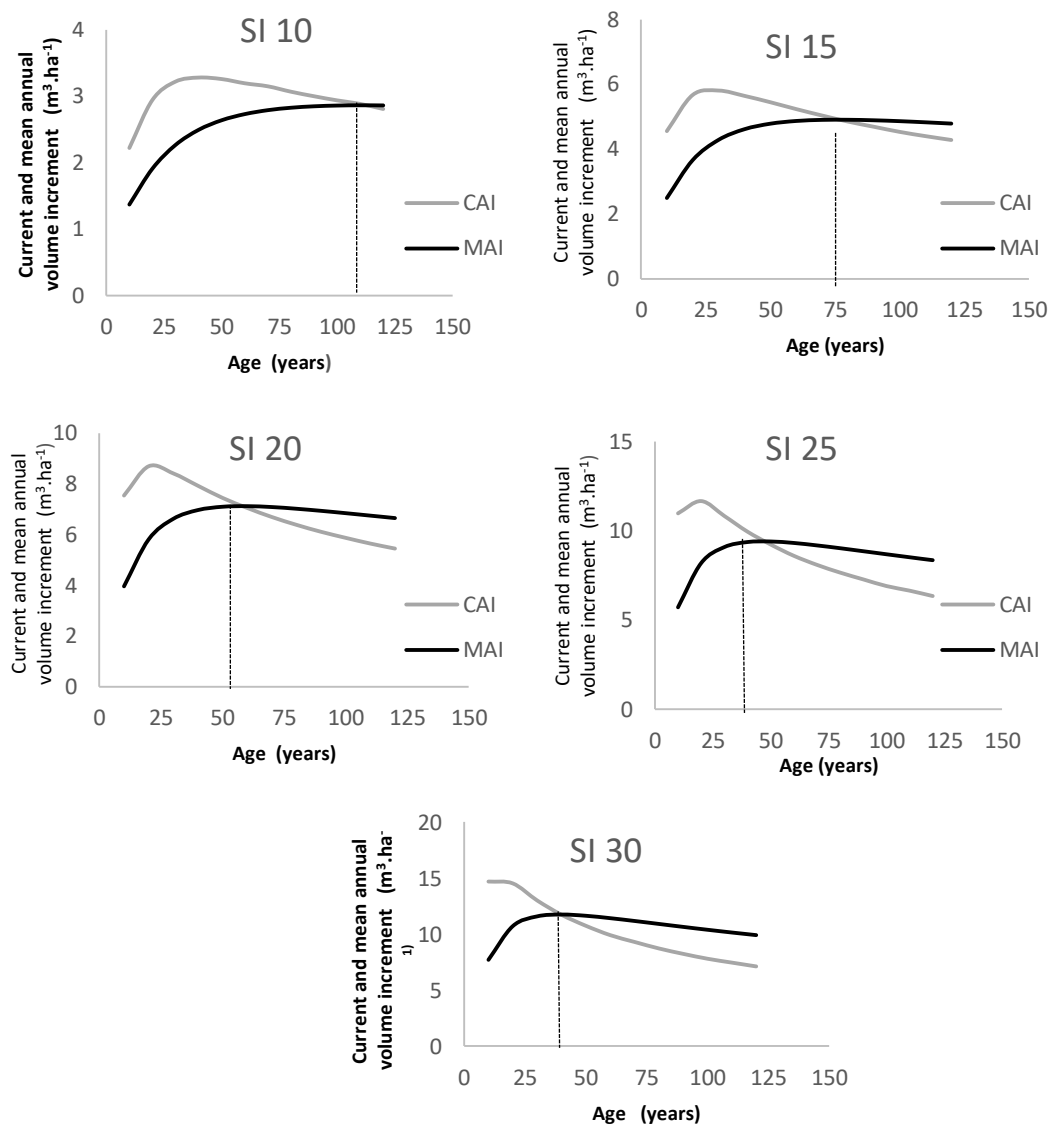 SI 10
Current and mean annual
volume increment (m³.ha⁻¹)
4
3
2
1
0
CAI
MAI
0 25 50 75 100 125 150
Age (years)
SI 15
Current and mean annual
volume increment (m³.ha⁻¹)
8
6
4
2
0
CAI
MAI
0 25 50 75 100 125 150
Age (years)
SI 20
Current and mean annual
volume increment (m³.ha⁻¹)
10
8
6
4
2
0
CAI
MAI
0 25 50 75 100 125 150
Age (years)
SI 25
Current and mean annual
volume increment (m³.ha⁻¹)
15
10
5
0
CAI
MAI
0 25 50 75 100 125 150
Age (years)
SI 30
Current and mean annual
volume increment (m³.ha⁻
¹)
20
15
10
5
0
0 25 50 75 100 125 150
Age (years)